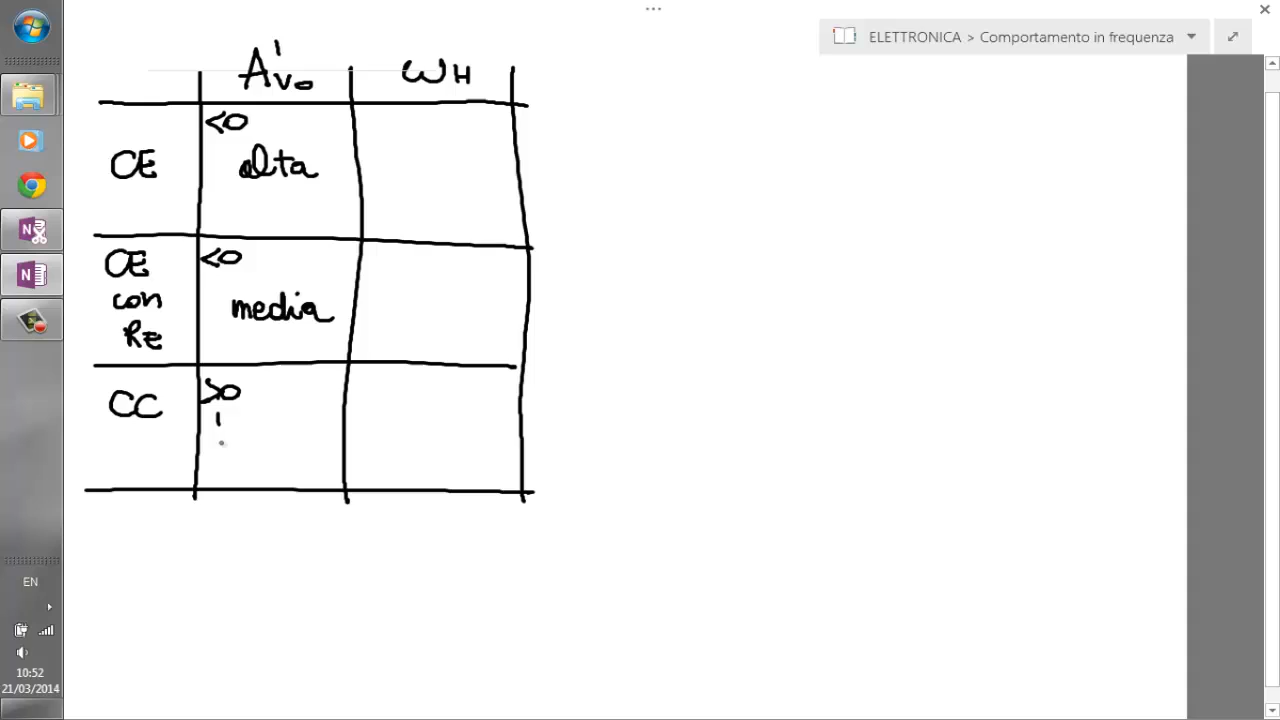 ...
ELETTRONICA > Comportamento in frequenza
A'vo
ωH
CE
<0
alta
CE
con
RE
<0
media
CC
>0
EN
10:52
21/03/2014